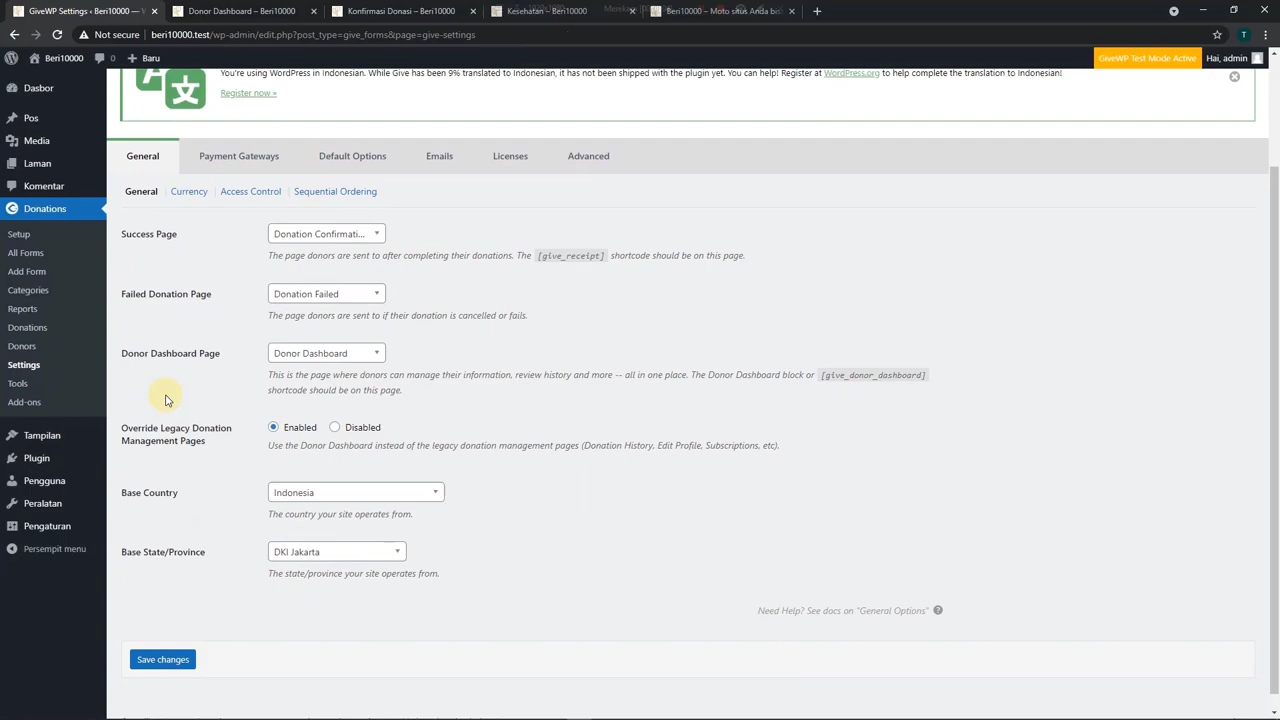 GiveWP Settings ‹ Beri10000 —
Donor Dashboard – Beri10000
Konfirmasi Donasi – Beri10000
Kesehatan – Beri10000
Beri10000 – Moto situs Anda bis
Not secure
beri10000.test/wp-admin/edit.php?post_type=give_forms&page=give-settings
T
Beri10000
0
Baru
GiveWP Test Mode Active
Hai, admin
You're using WordPress in Indonesian. While Give has been 9% translated to Indonesian, it has not been shipped with the plugin yet. You can help! Register at WordPress.org to help complete the translation to Indonesian!
Register now »
Dasbor
Pos
Media
Laman
Komentar
Donations
Setup
All Forms
Add Form
Categories
Reports
Donations
Donors
Settings
Tools
Add-ons
Tampilan
Plugin
Pengguna
Peralatan
Pengaturan
Persempit menu
General
Payment Gateways
Default Options
Emails
Licenses
Advanced
General | Currency | Access Control | Sequential Ordering
Success Page
Donation Confirmati...
The page donors are sent to after completing their donations. The [give_receipt] shortcode should be on this page.
Failed Donation Page
Donation Failed
The page donors are sent to if their donation is cancelled or fails.
Donor Dashboard Page
Donor Dashboard
This is the page where donors can manage their information, review history and more -- all in one place. The Donor Dashboard block or [give_donor_dashboard]
shortcode should be on this page.
Override Legacy Donation
Management Pages
Enabled
Disabled
Use the Donor Dashboard instead of the legacy donation management pages (Donation History, Edit Profile, Subscriptions, etc).
Base Country
Indonesia
The country your site operates from.
Base State/Province
DKI Jakarta
The state/province your site operates from.
Need Help? See docs on "General Options"
Save changes